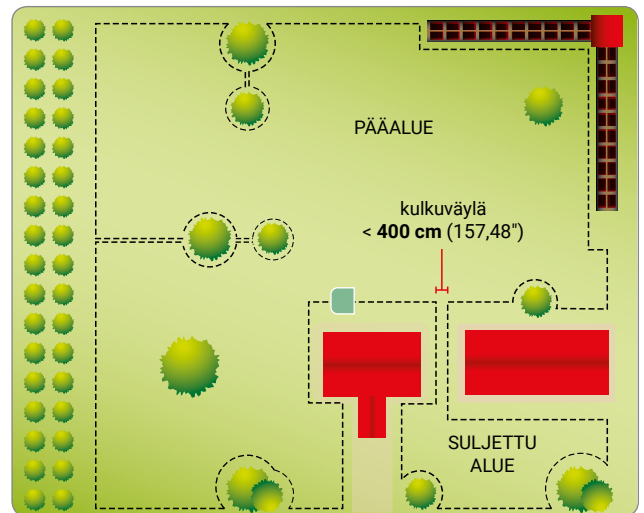 PÄÄALUE
kulkuväylä
< 400 cm (157,48")
SULJETTU
ALUE